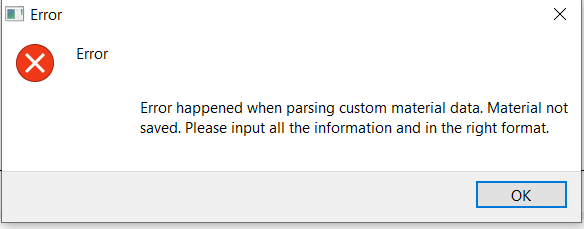 Error
Error
Error happened when parsing custom material data. Material not
saved. Please input all the information and in the right format.
OK